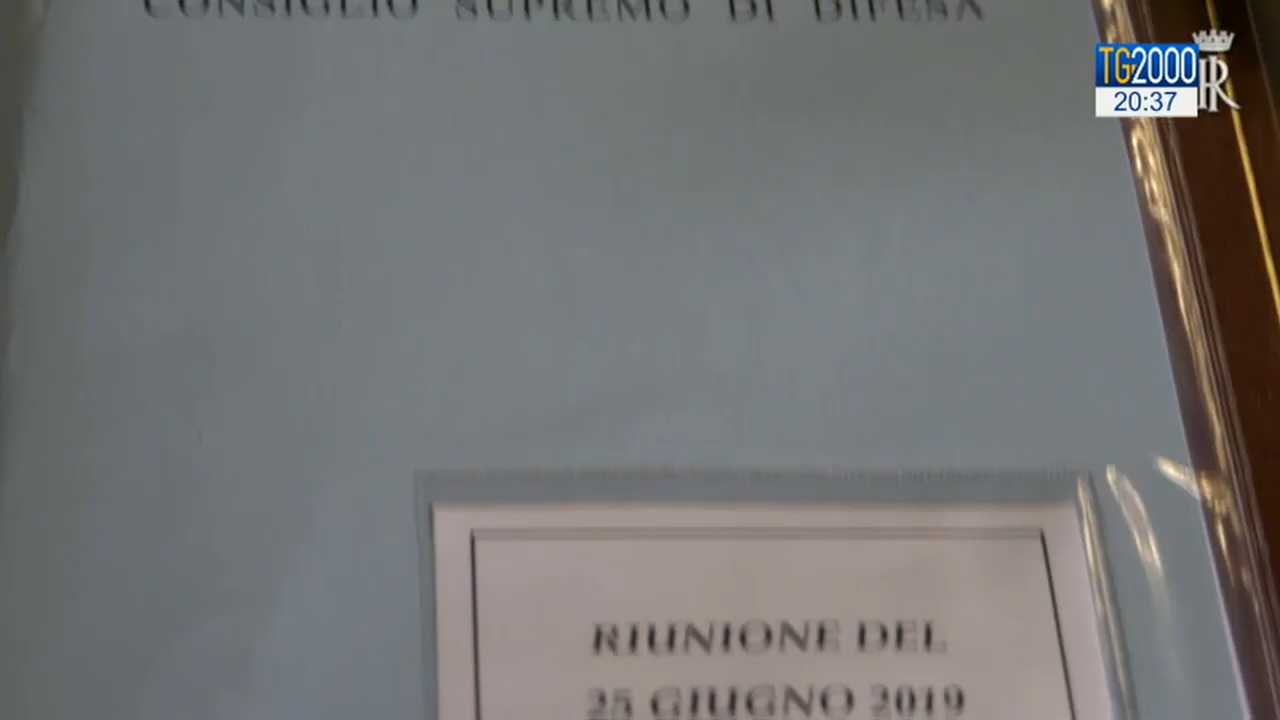 CONSIGLIO SUPREMO DI DIFESA
TG2000
20:37
RIUNIONE DEL
25 GIUGNO 2019